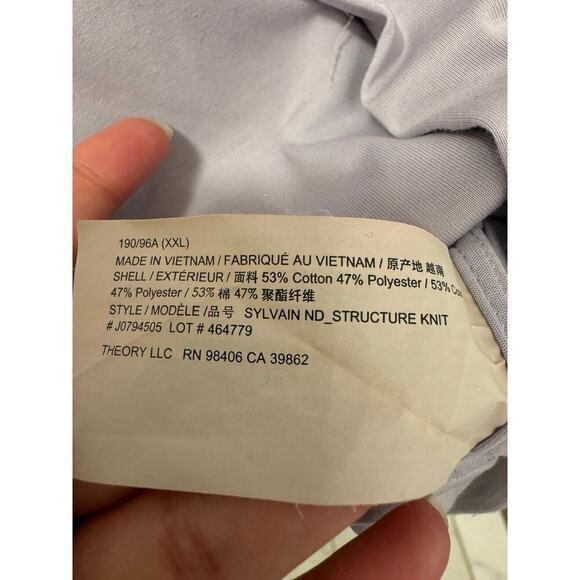 190/96A (XXL)
MADE IN VIETNAM / FABRIQUÉ AU VIETNAM / 原产地 越南
SHELL / EXTÉRIEUR / 面料 53% Cotton 47% Polyester / 53%
47% Polyester / 53% 棉 47% 聚酯纤维
STYLE / MODÈLE / 品号 SYLVAIN ND_STRUCTURE KNIT
# J0794505 LOT # 464779
THEORY LLC RN 98406 CA 39862